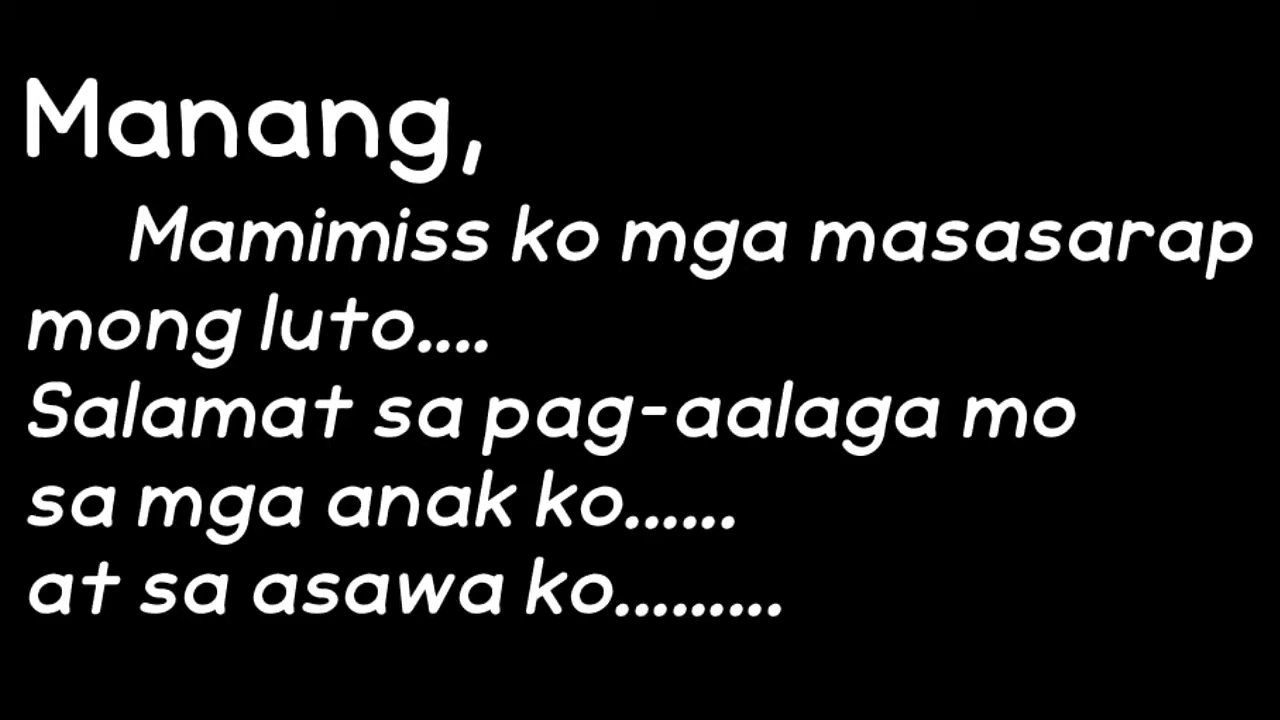 Manang,
Mamimiss ko mga masasarap
mong luto....
Salamat sa pag-aalaga mo
sa mga anak ko......
at sa asawa ko.........